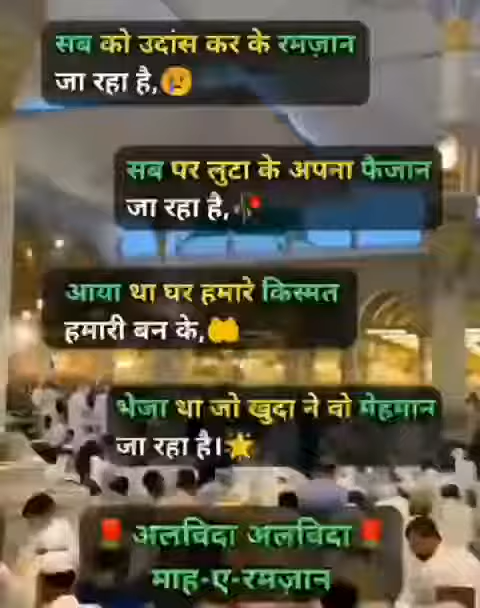 सब को उदांस कर के रमज़ान
जा रहा है,😢
सब पर लुटा के अपना फैजान
जा रहा है,🥀
आया था घर हमारे किस्मत
हमारी बन के,🤲
भेजा था जो खुदा ने वो मेहमान
जा रहा है।🌟
अलविदा अलविदा
माह-ए-रमज़ान